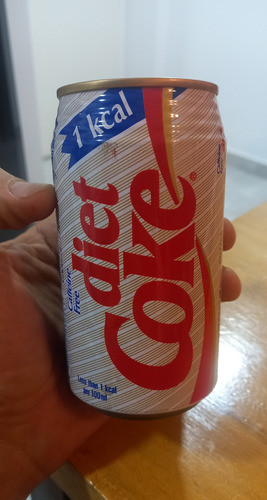 1 kcal
diet
Coke®
Caffeine
Free
Less than 1 kcal
per 100ml